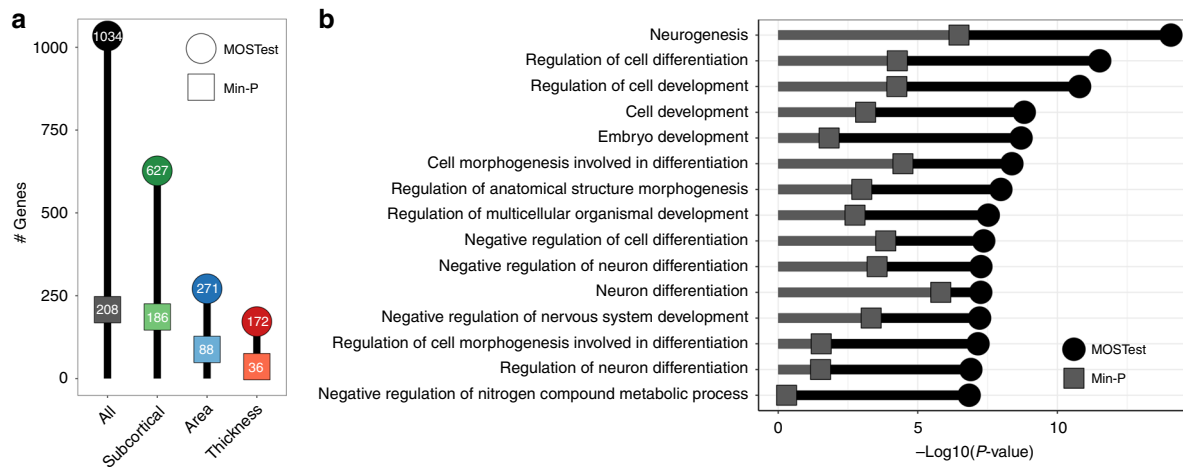 a
1034
MOSTest
Min-P
627
271
172
208
186
88
36
1000
750
500
250
0
# Genes
All
Subcortical
Area
Thickness
b
Neurogenesis
Regulation of cell differentiation
Regulation of cell development
Cell development
Embryo development
Cell morphogenesis involved in differentiation
Regulation of anatomical structure morphogenesis
Regulation of multicellular organismal development
Negative regulation of cell differentiation
Negative regulation of neuron differentiation
Neuron differentiation
Negative regulation of nervous system development
Regulation of cell morphogenesis involved in differentiation
Regulation of neuron differentiation
Negative regulation of nitrogen compound metabolic process
MOSTest
Min-P
0 5 10
–Log10(P-value)